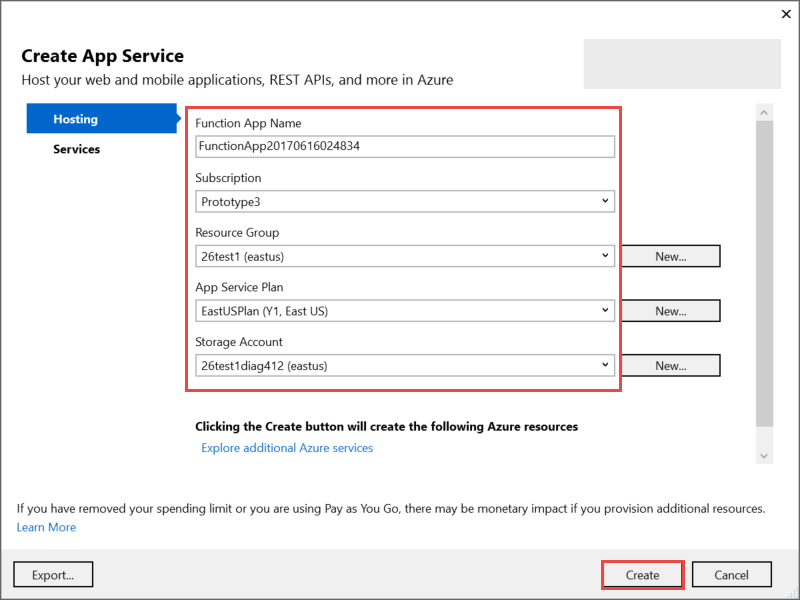 Create App Service
Host your web and mobile applications, REST APIs, and more in Azure
Hosting
Services
Function App Name
FunctionApp20170616024834
Subscription
Prototype3
Resource Group
26test1 (eastus)
New...
App Service Plan
EastUSPlan (Y1, East US)
New...
Storage Account
26test1diag412 (eastus)
New...
Clicking the Create button will create the following Azure resources
Explore additional Azure services
If you have removed your spending limit or you are using Pay as You Go, there may be monetary impact if you provision additional resources.
Learn More
Export...
Create
Cancel